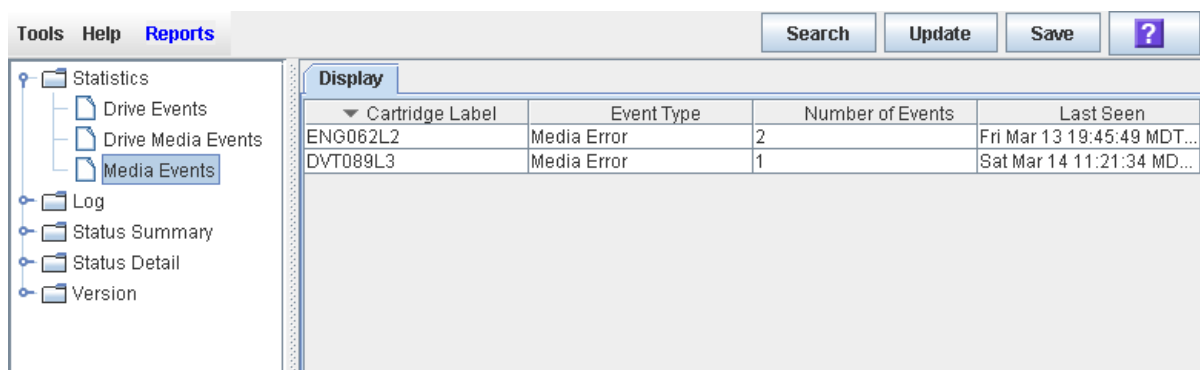 Tools Help Reports Search Update Save ?
Statistics
Drive Events
Drive Media Events
Media Events
Log
Status Summary
Status Detail
Version
Display
Cartridge Label Event Type Number of Events Last Seen
ENG062L2 Media Error 2 Fri Mar 13 19:45:49 MDT...
DVT089L3 Media Error 1 Sat Mar 14 11:21:34 MD...